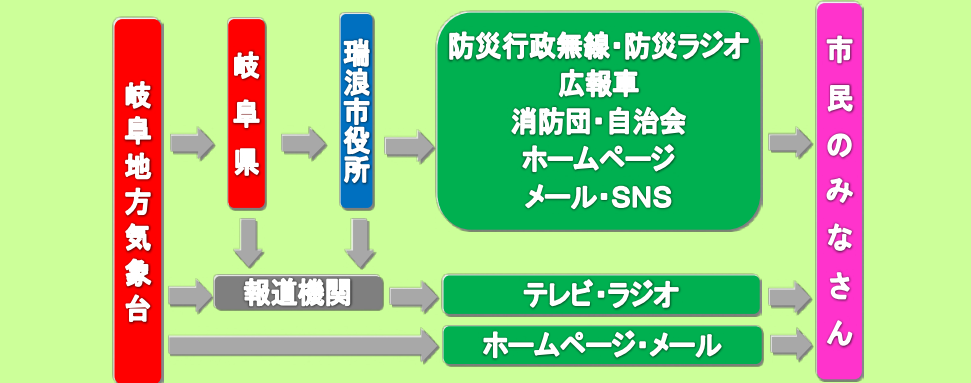 岐阜地方気象台
岐阜県
瑞浪市役所
防災行政無線・防災ラジオ
広報車
消防団・自治会
ホームページ
メール・SNS
市民のみなさん
報道機関
テレビ・ラジオ
ホームページ・メール